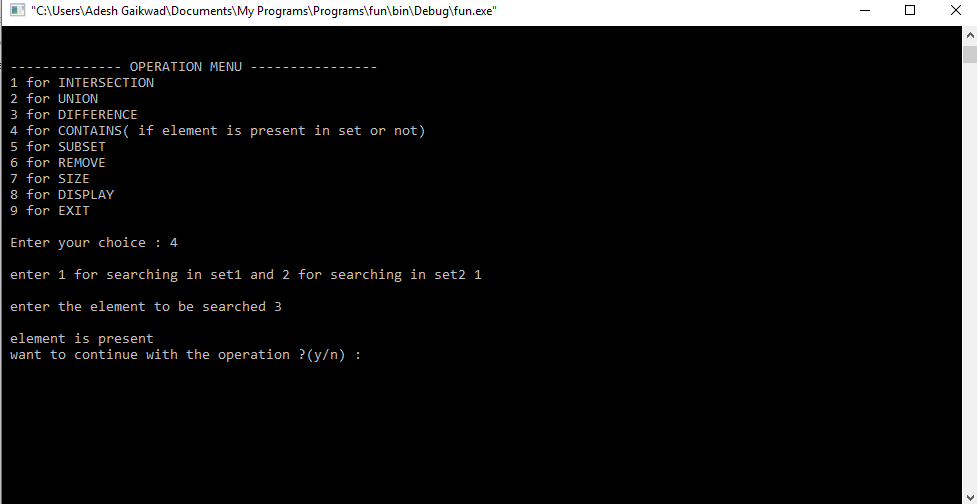 "C:\Users\Adesh Gaikwad\Documents\My Programs\Programs\fun\bin\Debug\fun.exe"
-------------- OPERATION MENU ----------------
1 for INTERSECTION
2 for UNION
3 for DIFFERENCE
4 for CONTAINS( if element is present in set or not)
5 for SUBSET
6 for REMOVE
7 for SIZE
8 for DISPLAY
9 for EXIT
Enter your choice : 4
enter 1 for searching in set1 and 2 for searching in set2 1
enter the element to be searched 3
element is present
want to continue with the operation ?(y/n) :